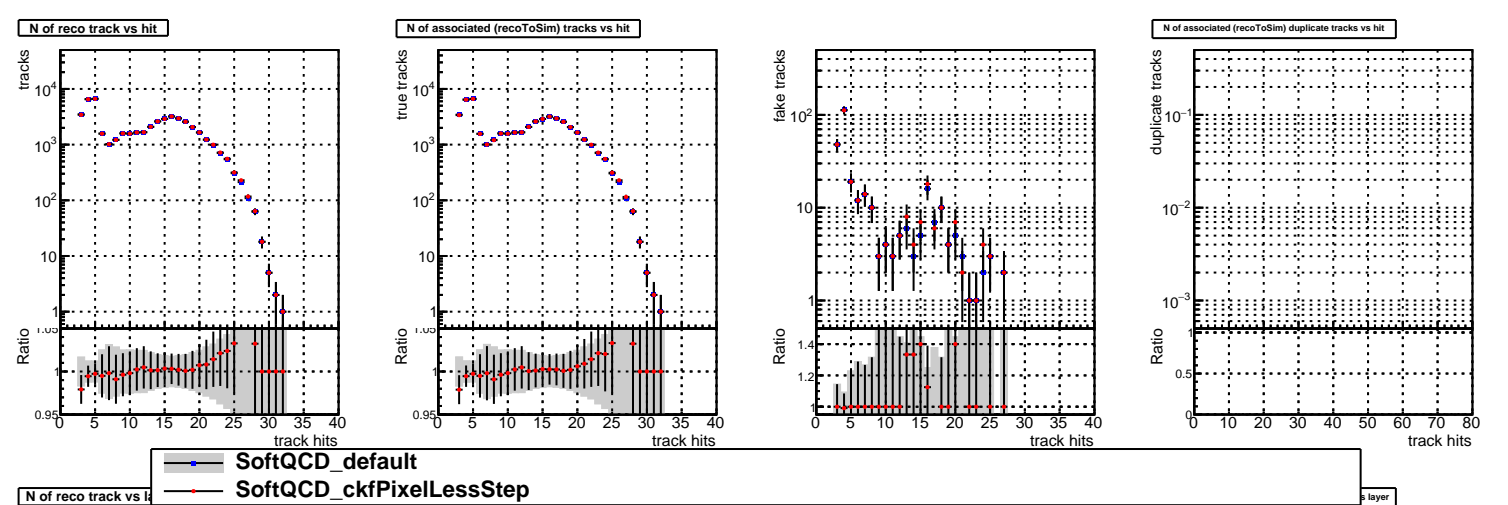 N of reco track vs hit
N of associated (recoToSim) tracks vs hit
N of associated (recoToSim) duplicate tracks vs hit
tracks
10⁴
10³
10²
10
1
Ratio
1.05
1
0.95
0 5 10 15 20 25 30 35 40
track hits
true tracks
10⁴
10³
10²
10
1
Ratio
1.05
1
0.95
0 5 10 15 20 25 30 35 40
track hits
fake tracks
10²
10
1
Ratio
1.4
1.2
1
0 5 10 15 20 25 30 35 40
track hits
duplicate tracks
10⁻¹
10⁻²
10⁻³
Ratio
1
0.5
0
0 10 20 30 40 50 60 70 80
track hits
SoftQCD_default
SoftQCD_ckfPixelLessStep
N of reco track vs la
s layer